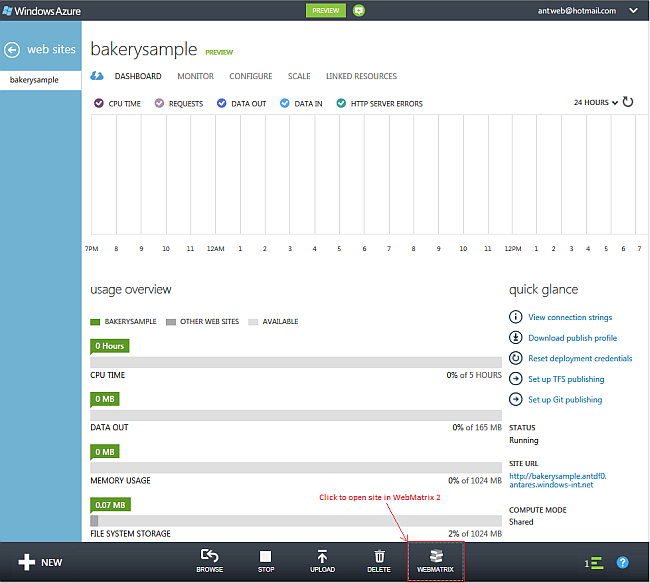 Windows Azure
PREVIEW
antweb@hotmail.com
web sites
bakerysample
bakerysample PREVIEW
DASHBOARD MONITOR CONFIGURE SCALE LINKED RESOURCES
CPU TIME REQUESTS DATA OUT DATA IN HTTP SERVER ERRORS 24 HOURS
7PM 8 9 10 11 12AM 1 2 3 4 5 6 7 8 9 10 11 12PM 1 2 3 4 5 6 7
usage overview
BAKERYSAMPLE OTHER WEB SITES AVAILABLE
0 Hours
CPU TIME 0% of 5 HOURS
0 MB
DATA OUT 0% of 165 MB
0 MB
MEMORY USAGE 0% of 1024 MB
0.07 MB
FILE SYSTEM STORAGE 2% of 1024 MB
quick glance
View connection strings
Download publish profile
Reset deployment credentials
Set up TFS publishing
Set up Git publishing
STATUS
Running
SITE URL
http://bakerysample.antdf0.
antares.windows-int.net
COMPUTE MODE
Shared
Click to open site in WebMatrix 2
NEW
BROWSE STOP UPLOAD DELETE WEBMATRIX
1
?